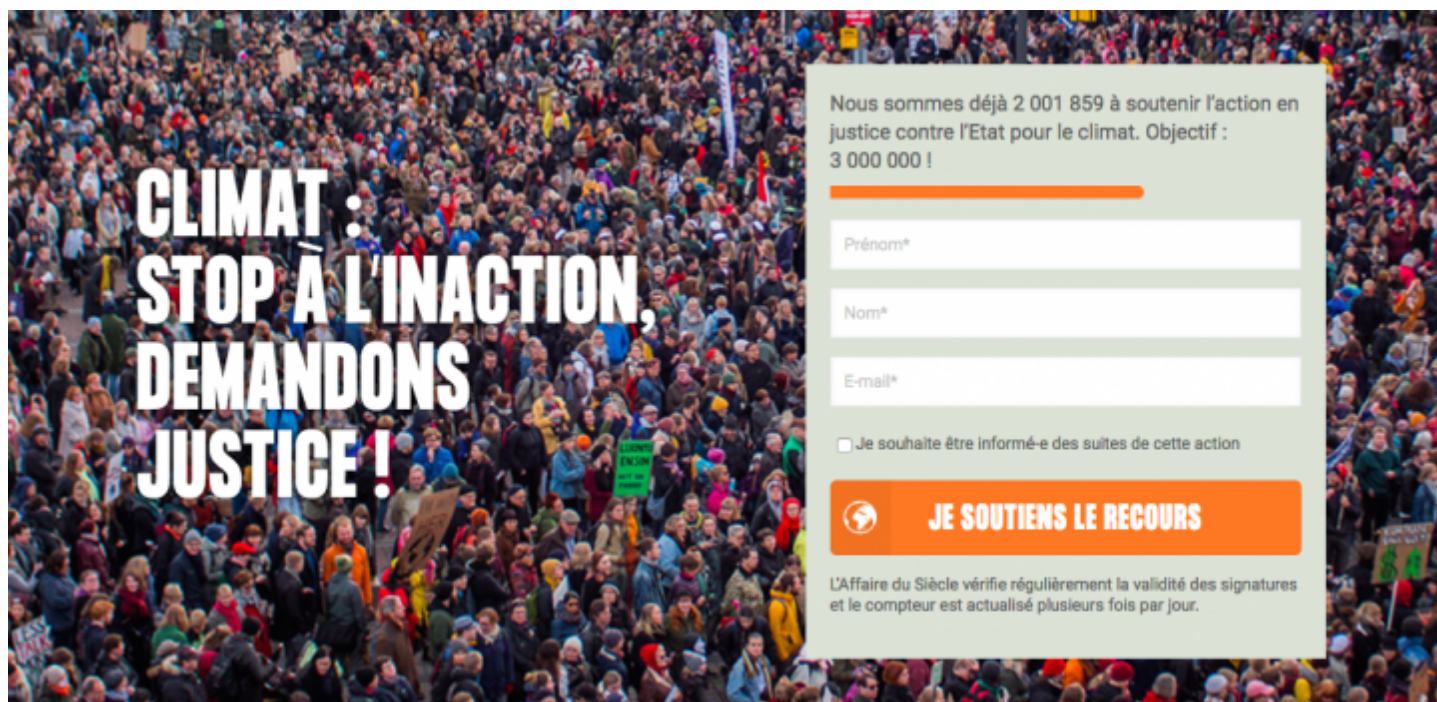 CLIMAT :
STOP À L'INACTION,
DEMANDONS
JUSTICE !
Nous sommes déjà 2 001 859 à soutenir l'action en
justice contre l'Etat pour le climat. Objectif :
3 000 000 !
Prénom*
Nom*
E-mail*
Je souhaite être informé-e des suites de cette action
JE SOUTIENS LE RECOURS
L'Affaire du Siècle vérifie régulièrement la validité des signatures
et le compteur est actualisé plusieurs fois par jour.
LUONTO
ENSIN